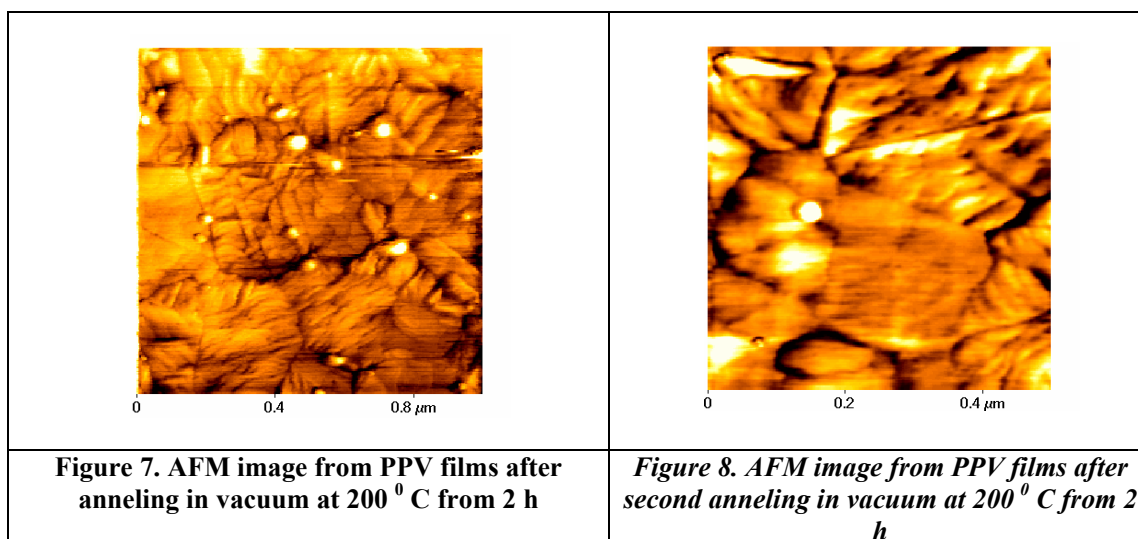 0 0.4 0.8 μm
0 0.2 0.4 μm
Figure 7. AFM image from PPV films after
anneling in vacuum at 200 ⁰ C from 2 h
Figure 8. AFM image from PPV films after
second anneling in vacuum at 200 ⁰ C from 2
h